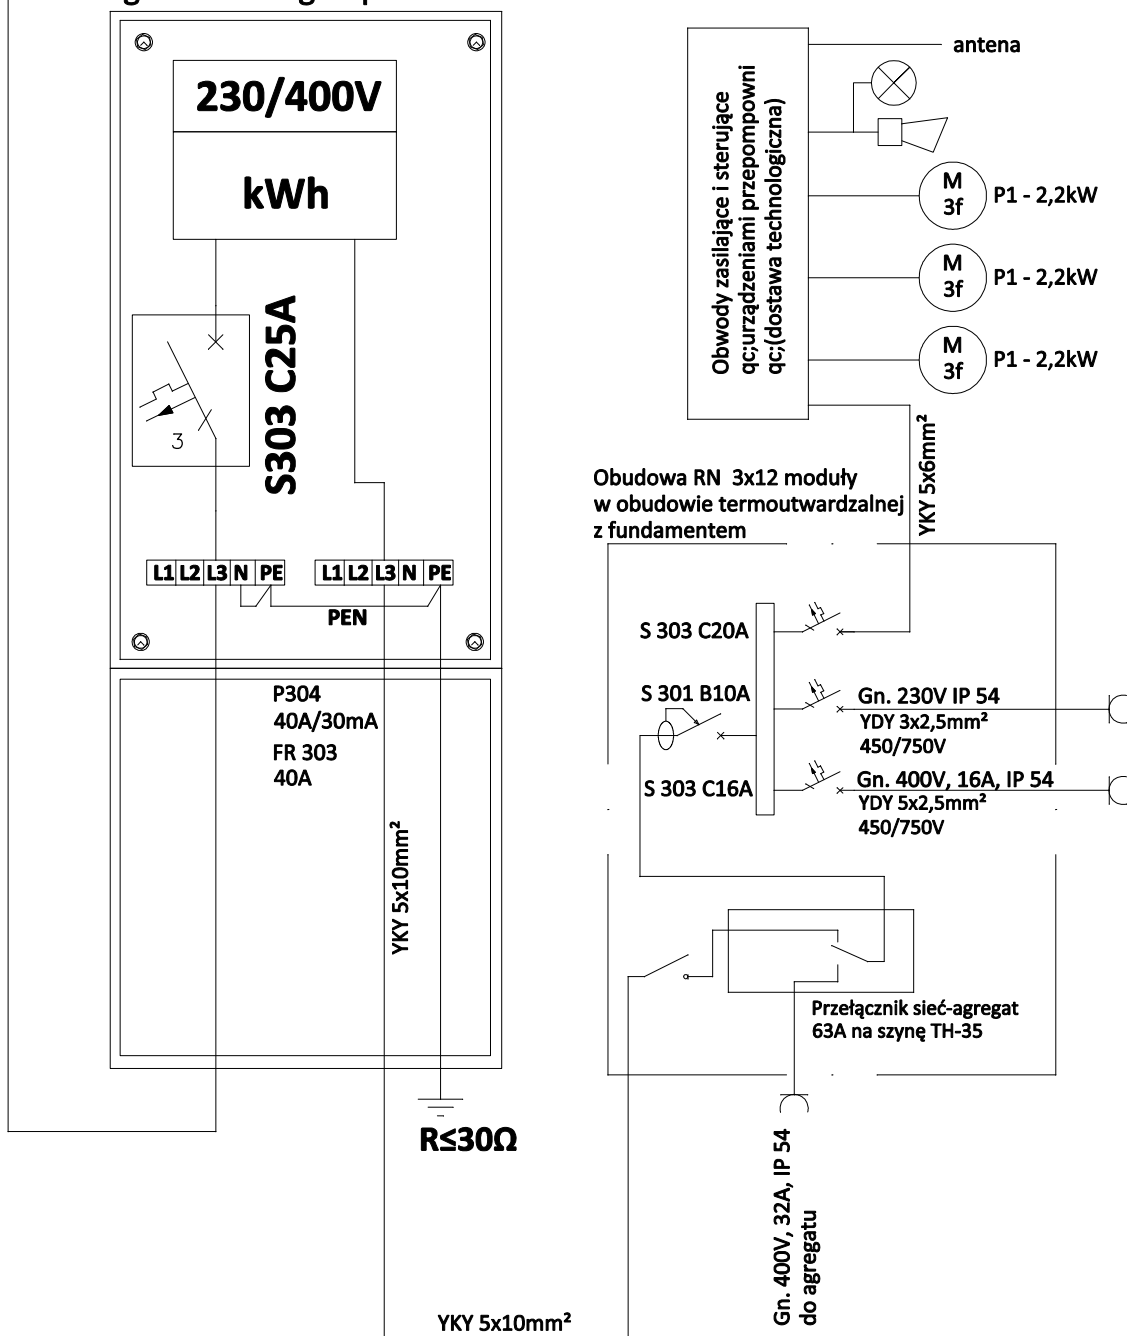 230/400V
kWh
S303 C25A
3
L1 L2 L3 N PE
L1 L2 L3 N PE
PEN
P304
40A/30mA
FR 303
40A
YKY 5x10mm²
R≤30Ω
YKY 5x10mm²
antena
Obwody zasilające i sterujące
qc;urządzeniami przepompowni
qc;(dostawa technologiczna)
M
3f
P1 - 2,2kW
M
3f
P1 - 2,2kW
M
3f
P1 - 2,2kW
YKY 5x6mm²
Obudowa RN 3x12 moduły
w obudowie termoutwardzalnej
z fundamentem
S 303 C20A
S 301 B10A
Gn. 230V IP 54
YDY 3x2,5mm²
450/750V
S 303 C16A
Gn. 400V, 16A, IP 54
YDY 5x2,5mm²
450/750V
Przełącznik sieć-agregat
63A na szynę TH-35
Gn. 400V, 32A, IP 54
do agregatu